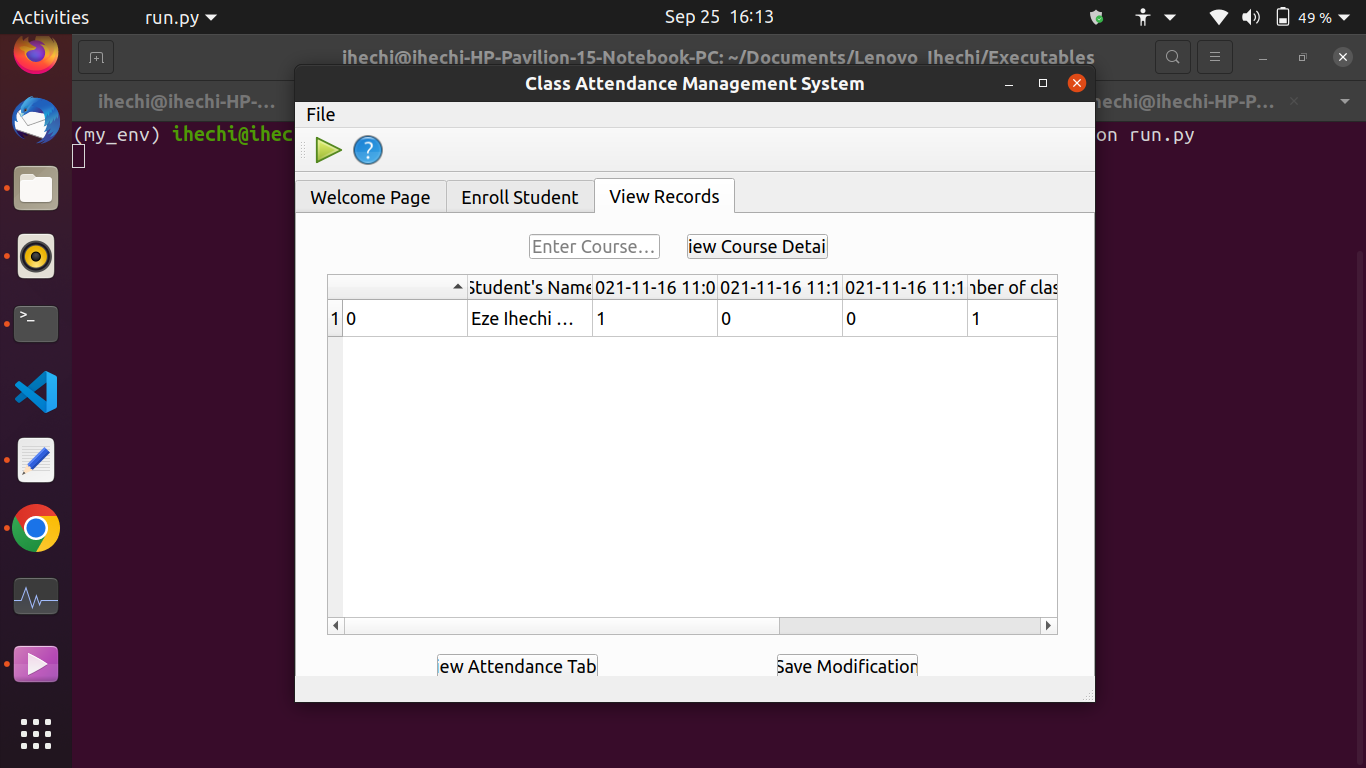 Activities run.py Sep 25 16:13 49 %
ihechi@ihechi-HP-Pavilion-15-Notebook-PC: ~/Documents/Lenovo_Ihechi/Executables
Class Attendance Management System
ihechi@ihechi-HP-... hechi@ihechi-HP-P...
File
(my_env) ihechi@ihec on run.py
Welcome Page Enroll Student View Records
Enter Course... iew Course Detai
Student's Name 021-11-16 11:0 021-11-16 11:1 021-11-16 11:1 nber of clas
1 0 Eze Ihechi ... 1 0 0 1
ew Attendance Tab Save Modification